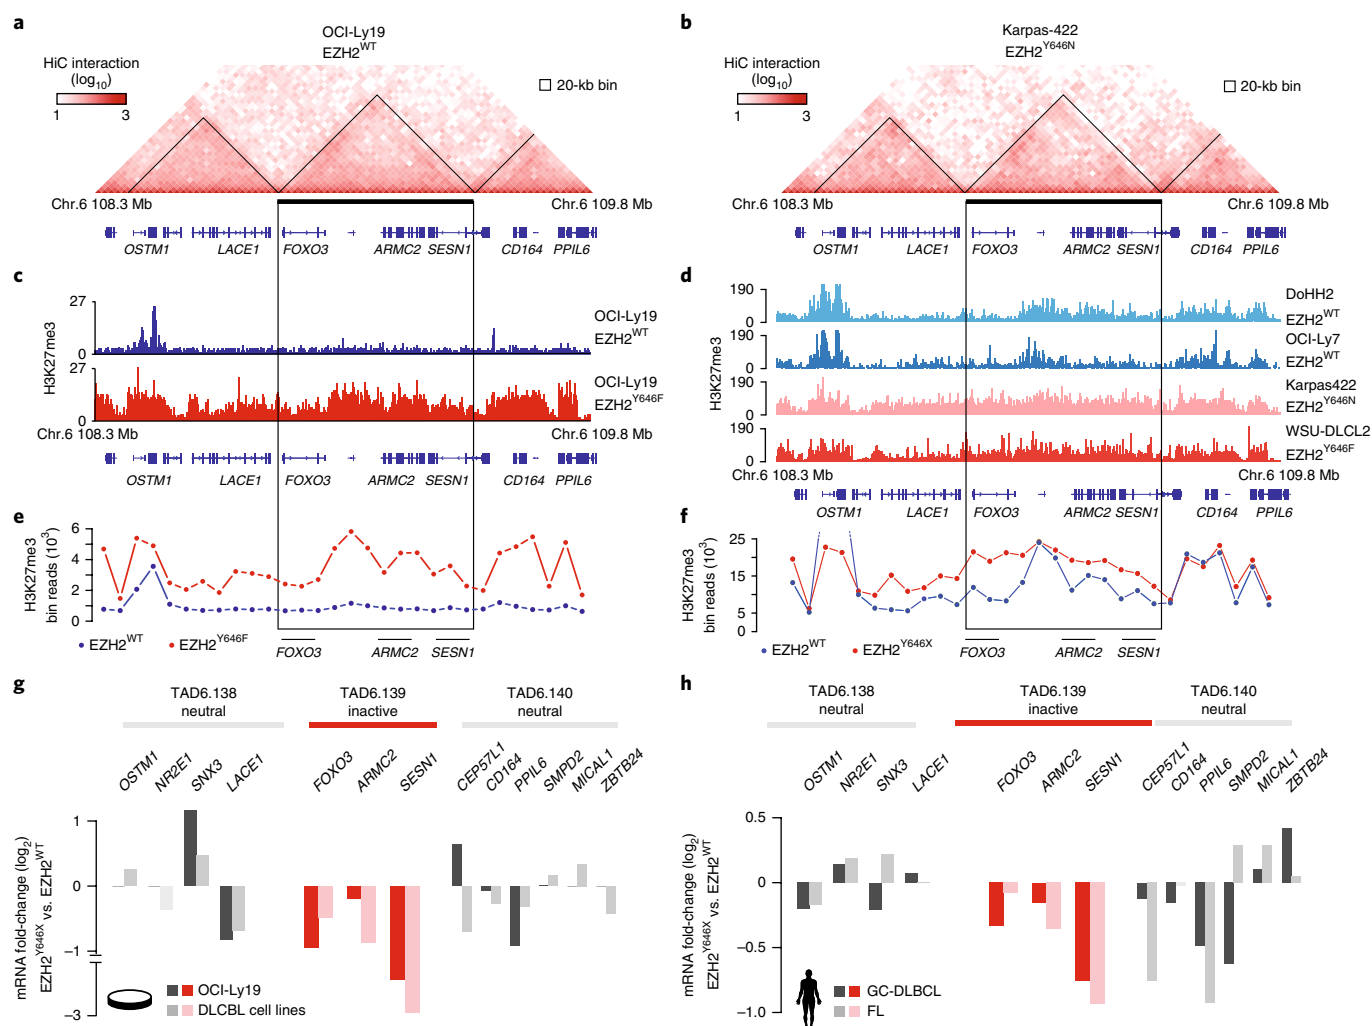 a
OCI-Ly19
EZH2WT
HiC interaction
(log10)
1 3
20-kb bin
Chr.6 108.3 Mb Chr.6 109.8 Mb
OSTM1 LACE1 FOXO3 ARMC2 SESN1 CD164 PPIL6
b
Karpas-422
EZH2Y646N
HiC interaction
(log10)
1 3
20-kb bin
Chr.6 108.3 Mb Chr.6 109.8 Mb
OSTM1 LACE1 FOXO3 ARMC2 SESN1 CD164 PPIL6
c
H3K27me3
27
0
OCI-Ly19
EZH2WT
27
0
OCI-Ly19
EZH2Y646F
Chr.6 108.3 Mb Chr.6 109.8 Mb
OSTM1 LACE1 FOXO3 ARMC2 SESN1 CD164 PPIL6
d
H3K27me3
190
0
DoHH2
EZH2WT
190
0
OCI-Ly7
EZH2WT
190
0
Karpas422
EZH2Y646N
190
0
WSU-DLCL2
EZH2Y646F
Chr.6 108.3 Mb Chr.6 109.8 Mb
OSTM1 LACE1 FOXO3 ARMC2 SESN1 CD164 PPIL6
e
H3K27me3
bin reads (103)
6
4
2
0
EZH2WT EZH2Y646F
FOXO3 ARMC2 SESN1
f
H3K27me3
bin reads (103)
25
15
5
0
EZH2WT EZH2Y646X
FOXO3 ARMC2 SESN1
g
TAD6.138
neutral
TAD6.139
inactive
TAD6.140
neutral
OSTM1 NR2E1 SNX3 LACE1 FOXO3 ARMC2 SESN1 CEP57L1 CD164 PPIL6 SMPD2 MICAL1 ZBTB24
mRNA fold-change (log2)
EZH2Y646X vs. EZH2WT
1
0
−1
−3
OCI-Ly19
DLCBL cell lines
h
TAD6.138
neutral
TAD6.139
inactive
TAD6.140
neutral
OSTM1 NR2E1 SNX3 LACE1 FOXO3 ARMC2 SESN1 CEP57L1 CD164 PPIL6 SMPD2 MICAL1 ZBTB24
mRNA fold-change (log2)
EZH2Y646X vs. EZH2WT
0.5
0
−0.5
−1.0
GC-DLBCL
FL